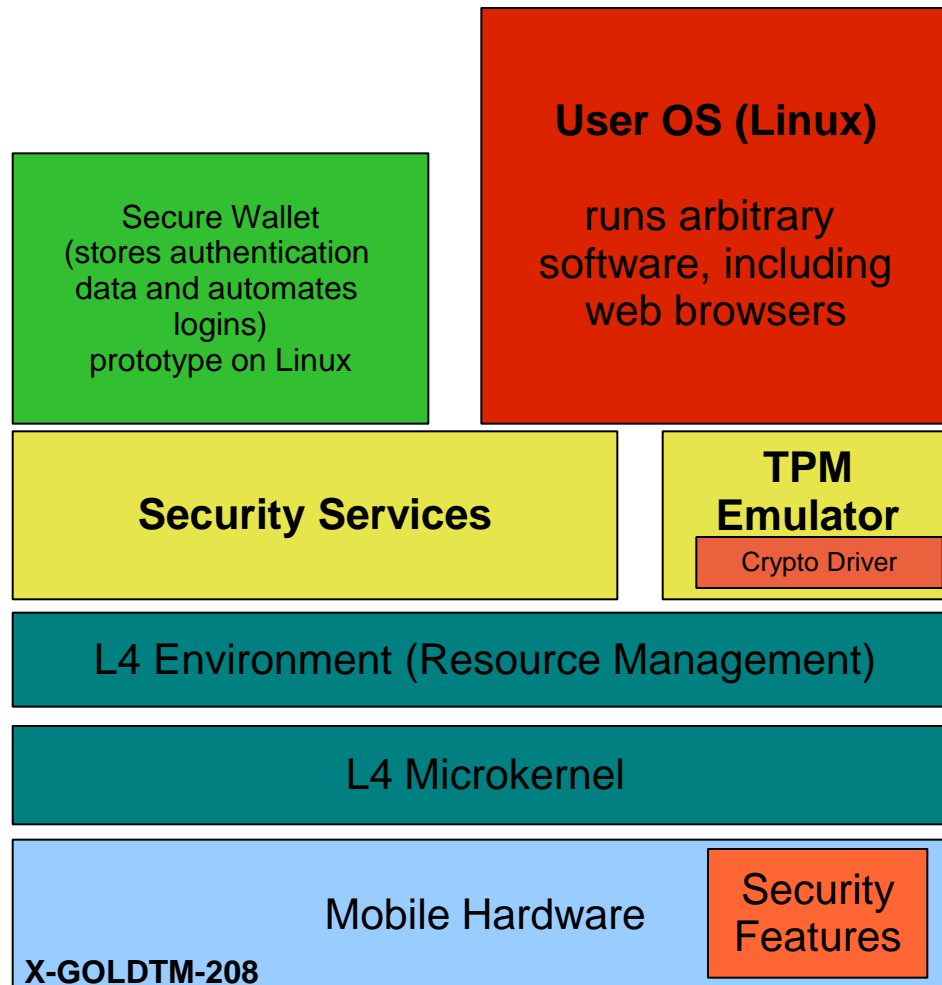 User OS (Linux)
runs arbitrary
software, including
web browsers
Secure Wallet
(stores authentication
data and automates
logins)
prototype on Linux
Security Services
TPM
Emulator
Crypto Driver
L4 Environment (Resource Management)
L4 Microkernel
Mobile Hardware
Security
Features
X-GOLDTM-208